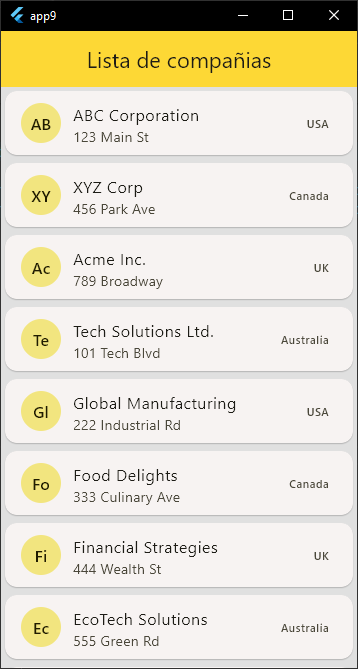 app9
Lista de compañias
AB
ABC Corporation
123 Main St
USA
XY
XYZ Corp
456 Park Ave
Canada
Ac
Acme Inc.
789 Broadway
UK
Te
Tech Solutions Ltd.
101 Tech Blvd
Australia
Gl
Global Manufacturing
222 Industrial Rd
USA
Fo
Food Delights
333 Culinary Ave
Canada
Fi
Financial Strategies
444 Wealth St
UK
Ec
EcoTech Solutions
555 Green Rd
Australia